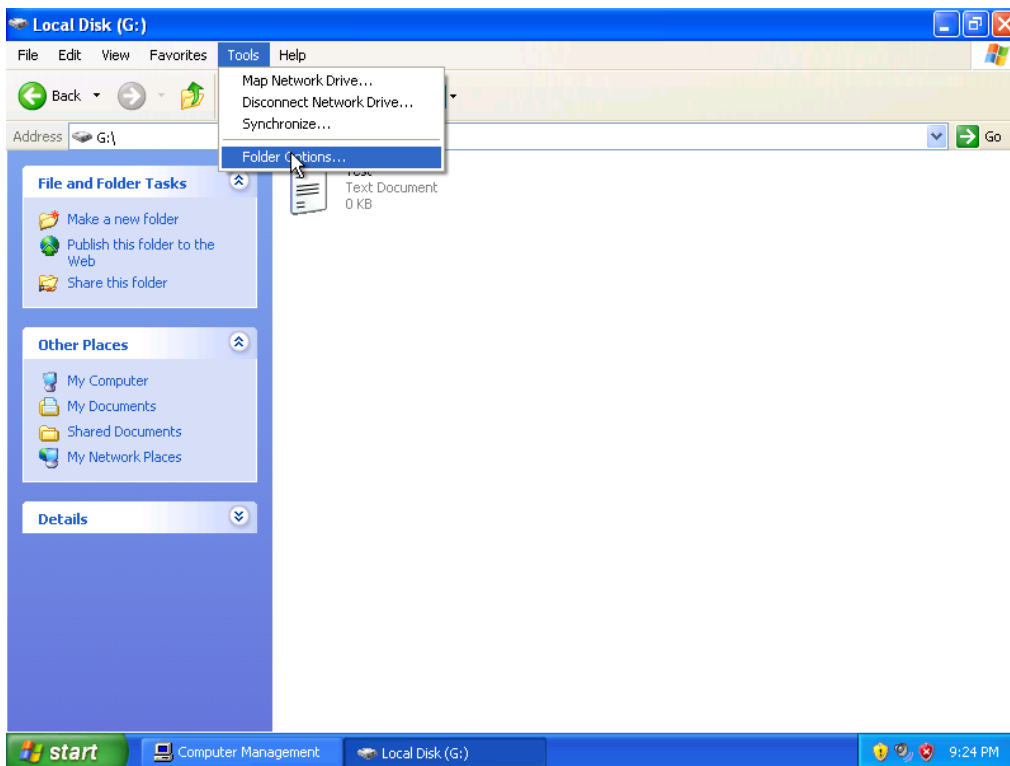 Local Disk (G:)
File Edit View Favorites Tools Help
Map Network Drive...
Back
Disconnect Network Drive...
Synchronize...
Address G:\ Go
Folder Options...
File and Folder Tasks
Text Document
0 KB
Make a new folder
Publish this folder to the
Web
Share this folder
Other Places
My Computer
My Documents
Shared Documents
My Network Places
Details
start Computer Management Local Disk (G:) 9:24 PM